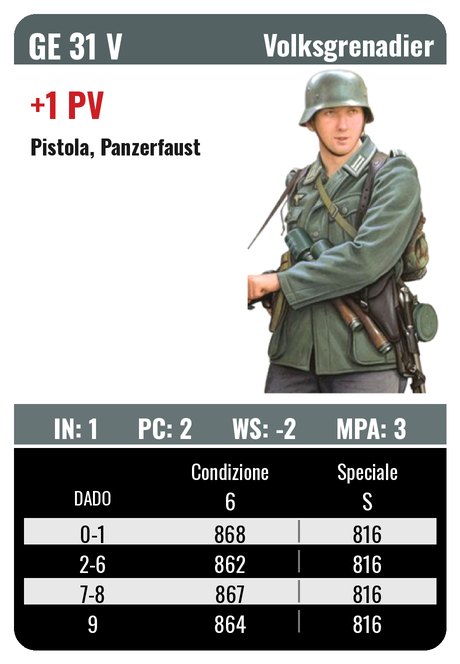 GE 31 V Volksgrenadier
+1 PV
Pistola, Panzerfaust
IN: 1 PC: 2 WS: -2 MPA: 3
Condizione Speciale
DADO 6 S
0-1 868 816
2-6 862 816
7-8 867 816
9 864 816